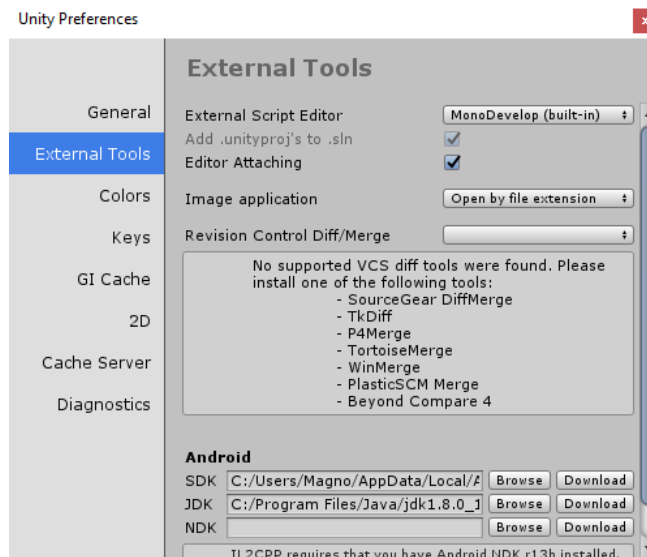 Unity Preferences
External Tools
General
External Tools
Colors
Keys
GI Cache
2D
Cache Server
Diagnostics
External Script Editor MonoDevelop (built-in)
Add .unityproj's to .sln
Editor Attaching
Image application Open by file extension
Revision Control Diff/Merge
No supported VCS diff tools were found. Please
install one of the following tools:
- SourceGear DiffMerge
- TkDiff
- P4Merge
- TortoiseMerge
- WinMerge
- PlasticSCM Merge
- Beyond Compare 4
Android
SDK C:/Users/Magno/AppData/Local/A Browse Download
JDK C:/Program Files/Java/jdk1.8.0_1 Browse Download
NDK Browse Download
IL2CPP requires that you have Android NDK r13b installed.